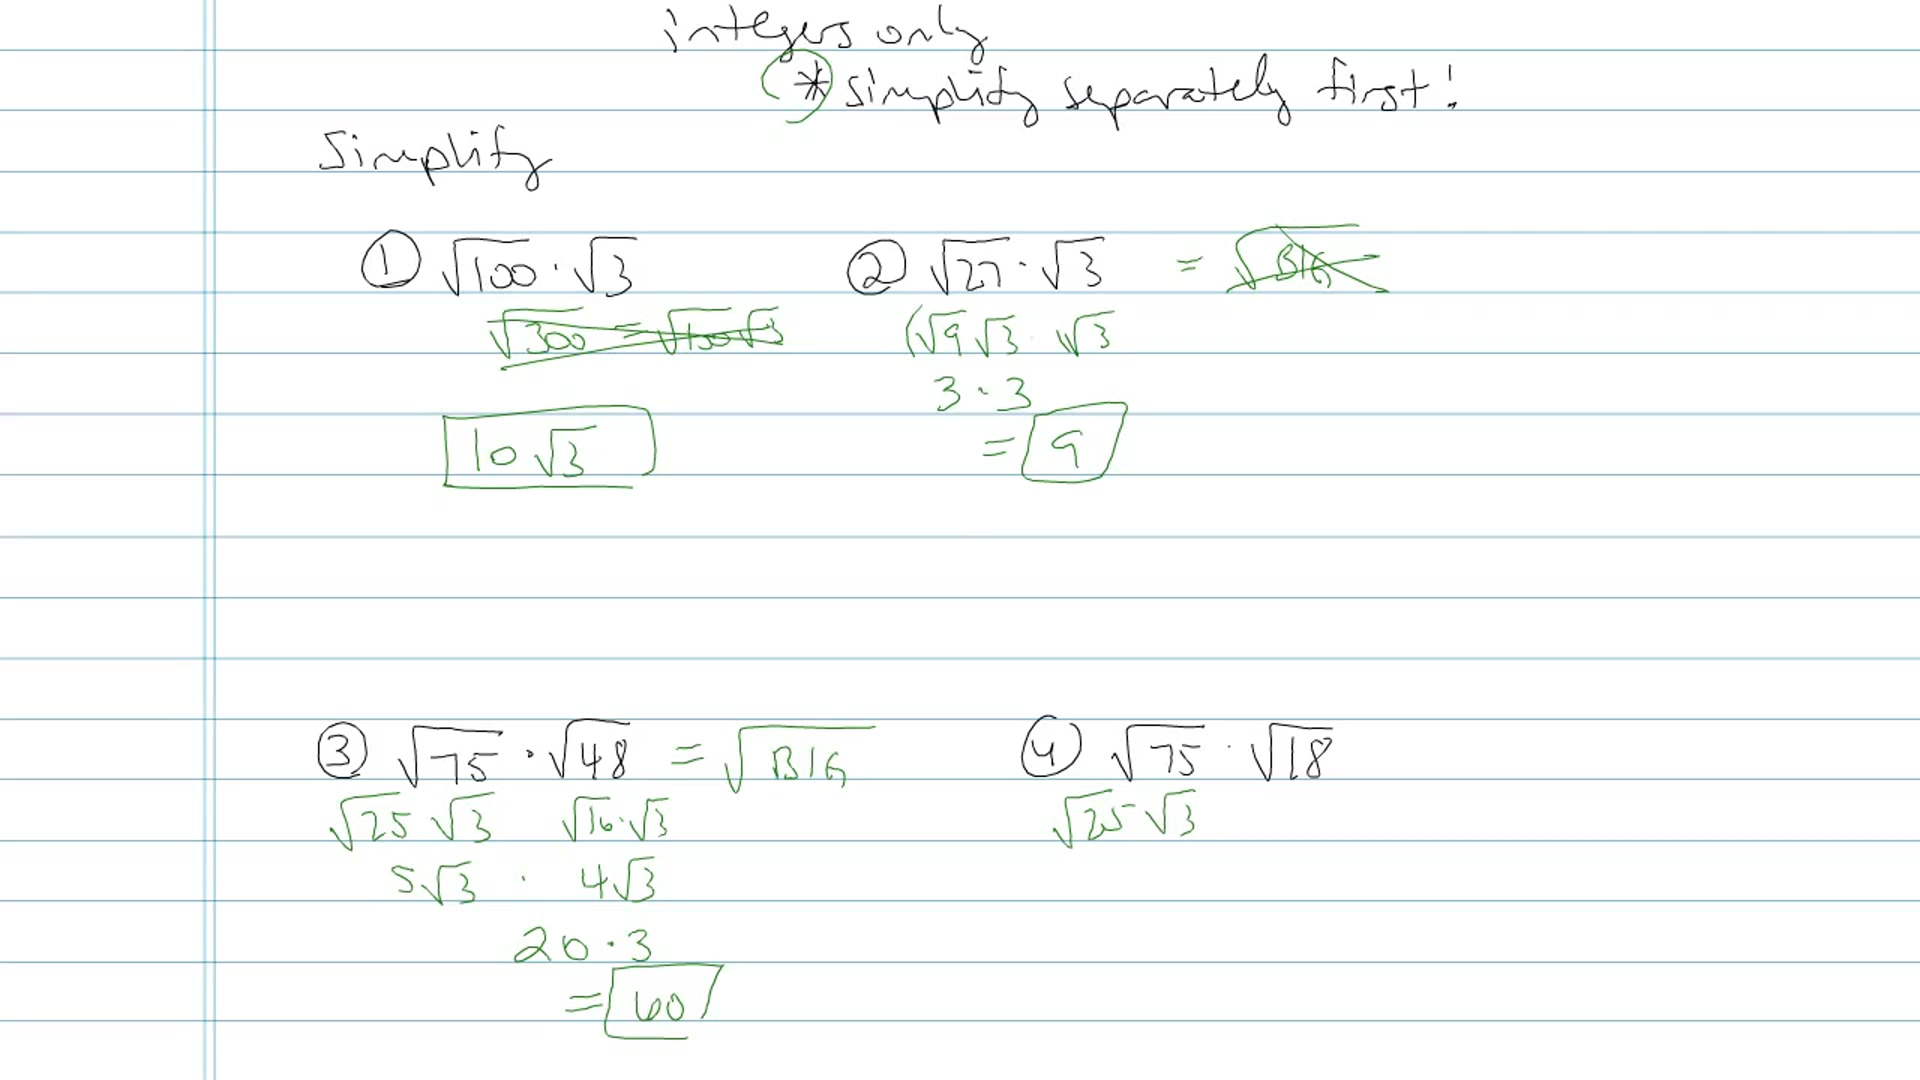 integers only
* simplify separately first!
Simplify
① √100 · √3
√300 = √100√3
10√3
② √27 · √3 = √BIG
(√9 √3 · √3
3 · 3
= 9
③ √75 · √48 = √BIG
√25 √3 √16 · √3
5√3 · 4√3
20 · 3
= 60
④ √75 · √18
√25 √3